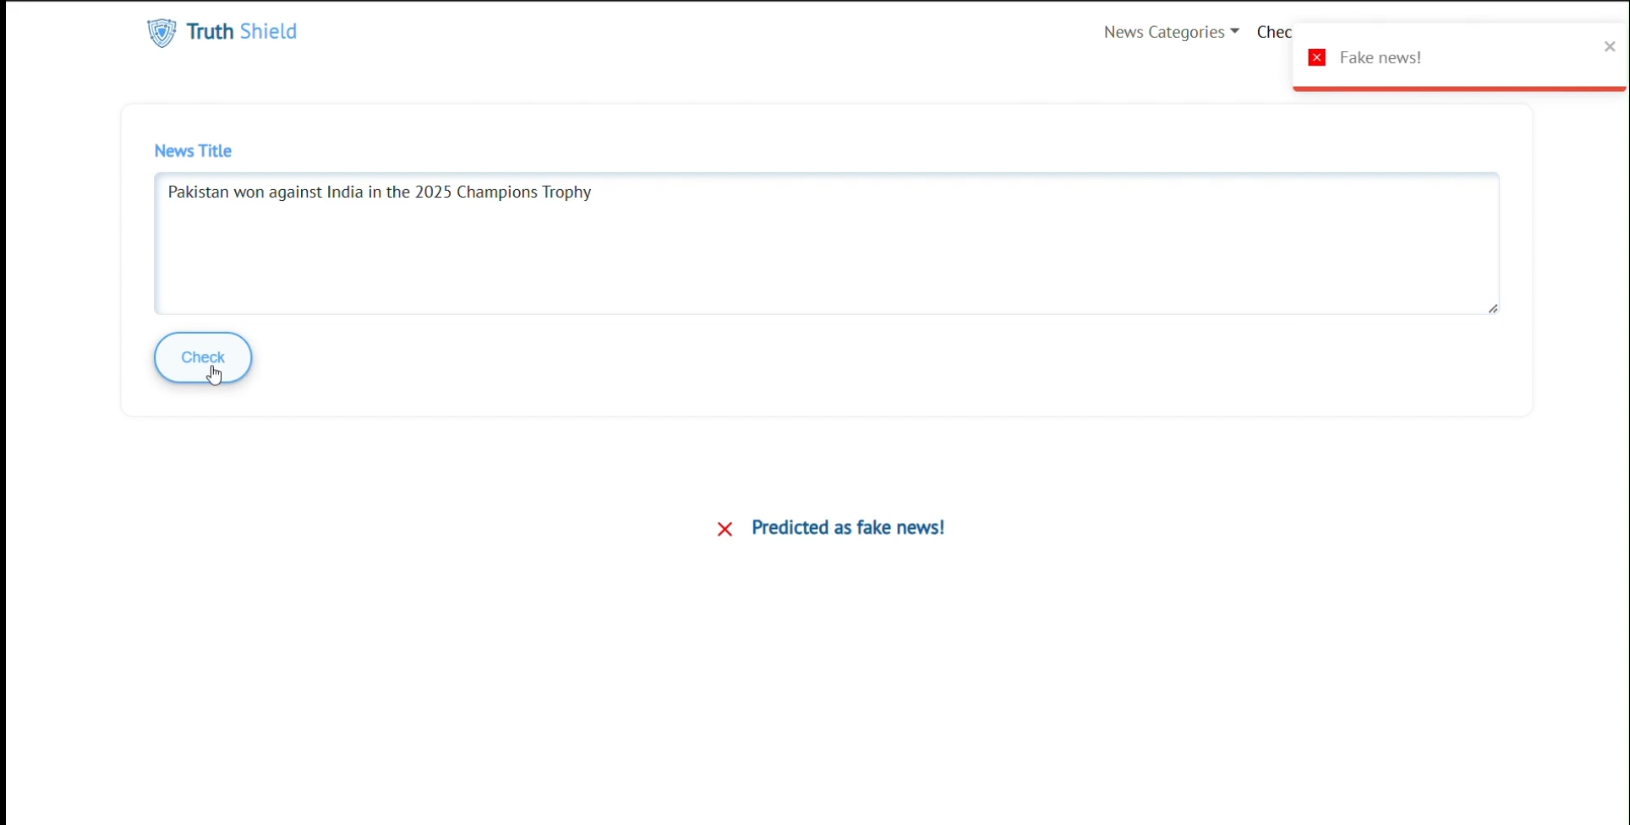 Truth Shield
News Categories
Chec
Fake news!
News Title
Pakistan won against India in the 2025 Champions Trophy
Check
Predicted as fake news!